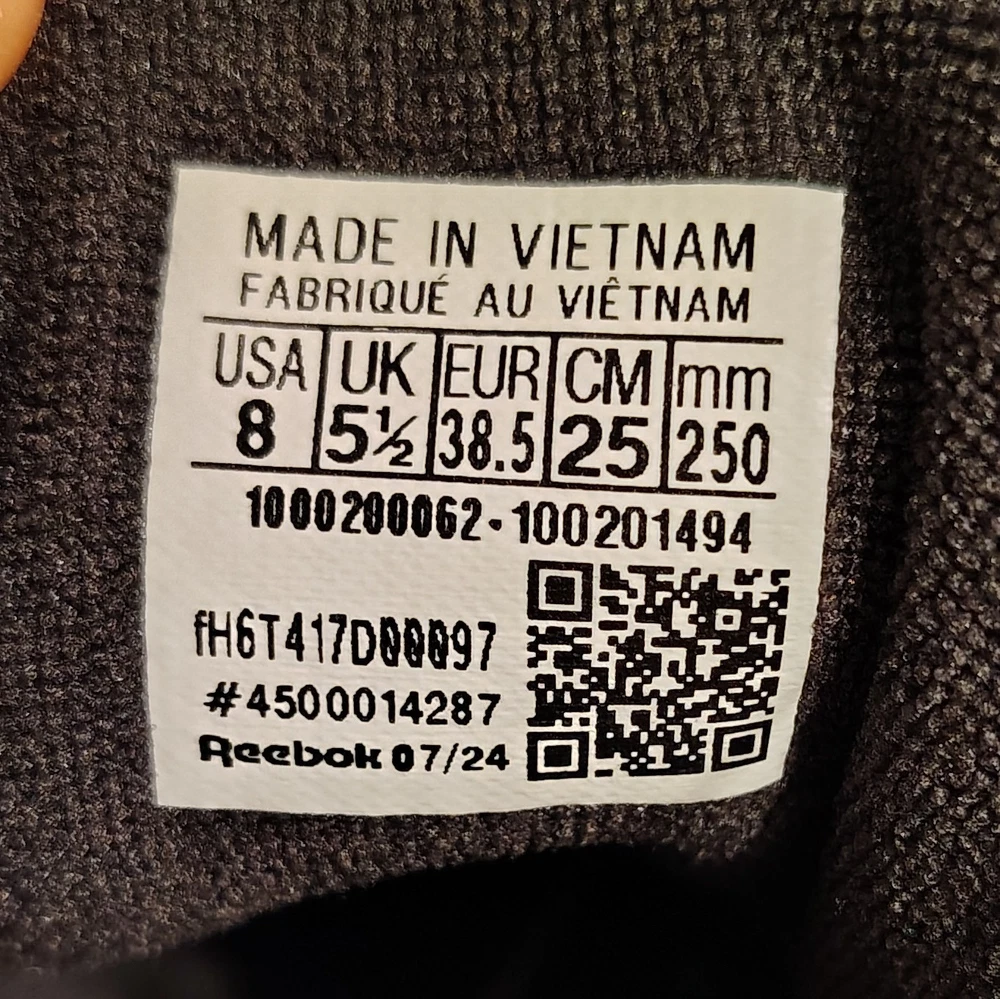 MADE IN VIETNAM
FABRIQUÉ AU VIÊTNAM
USA UK EUR CM mm
8 5½ 38.5 25 250
1000200062·100201494
fH6T417D00097
#4500014287
Reebok 07/24